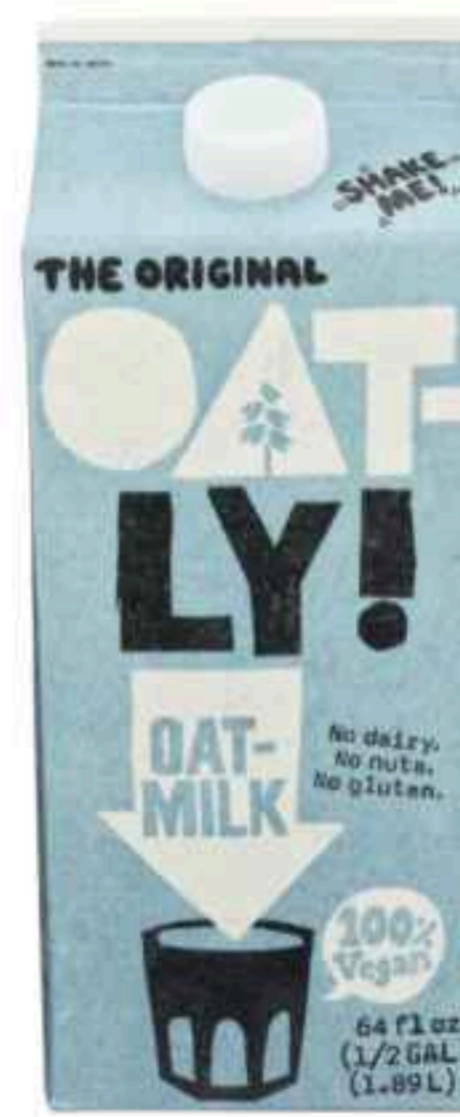 SHAKE
ME!
THE ORIGINAL
OAT-
LY!
OAT-
MILK
No dairy.
No nuts.
No gluten.
100%
Vegan
64 fl oz
(1/2 GAL
(1.89L)